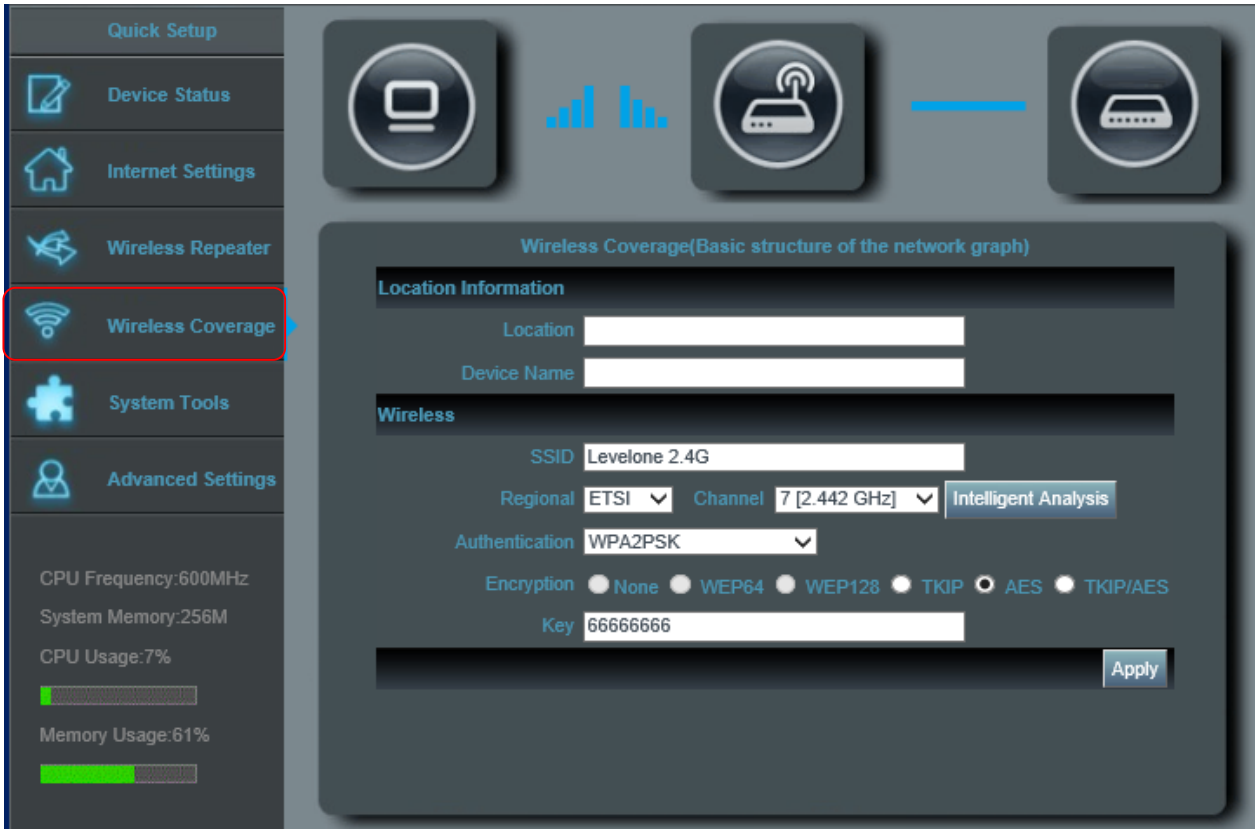 Quick Setup
Device Status
Internet Settings
Wireless Repeater
Wireless Coverage
System Tools
Advanced Settings
CPU Frequency:600MHz
System Memory:256M
CPU Usage:7%
Memory Usage:61%
Wireless Coverage(Basic structure of the network graph)
Location Information
Location
Device Name
Wireless
SSID Levelone 2.4G
Regional ETSI Channel 7 [2.442 GHz] Intelligent Analysis
Authentication WPA2PSK
Encryption None WEP64 WEP128 TKIP AES TKIP/AES
Key 66666666
Apply